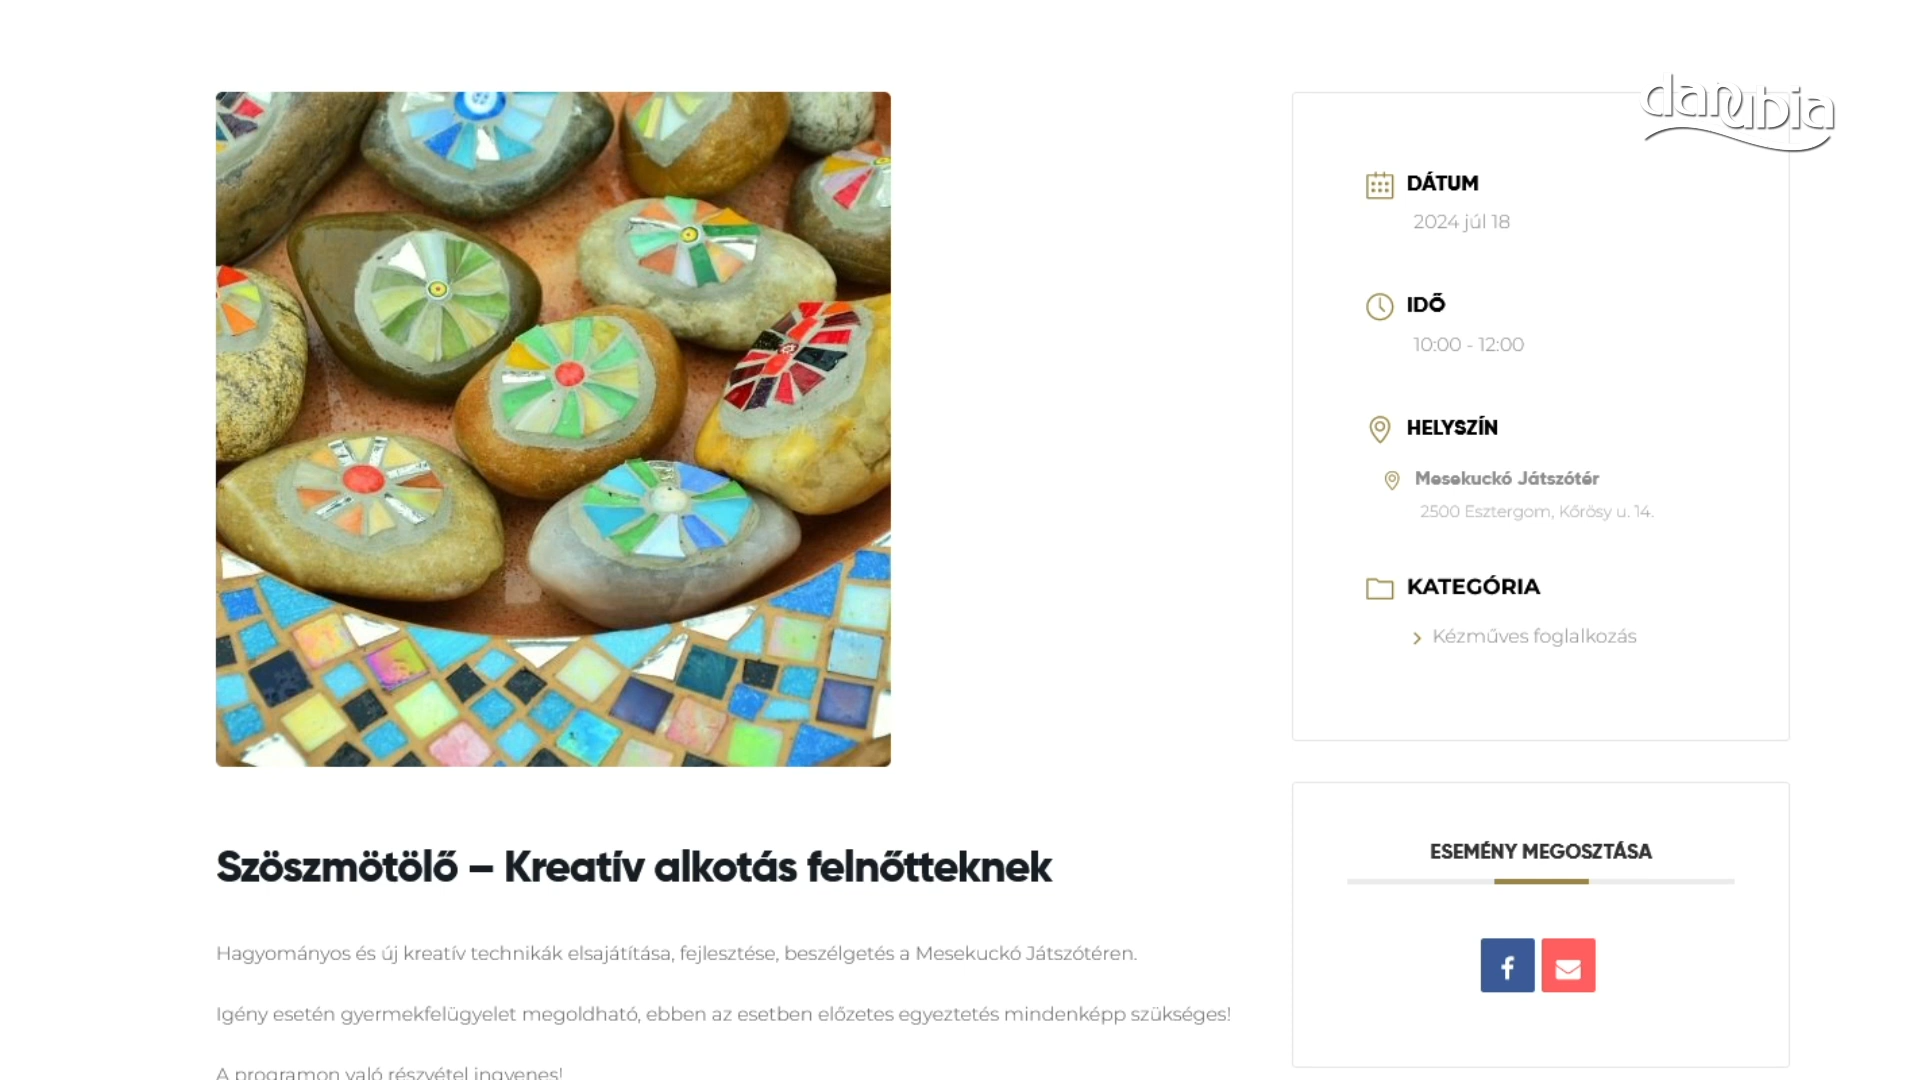 danubia
DÁTUM
2024 júl 18
IDŐ
10:00 - 12:00
HELYSZÍN
Mesekuckó Játszótér
2500 Esztergom, Kőrösy u. 14.
KATEGÓRIA
Kézműves foglalkozás
Szöszmötölő – Kreatív alkotás felnőtteknek
Hagyományos és új kreatív technikák elsajátítása, fejlesztése, beszélgetés a Mesekuckó Játszótéren.
Igény esetén gyermekfelügyelet megoldható, ebben az esetben előzetes egyeztetés mindenképp szükséges!
A programon való részvétel ingyenes!
ESEMÉNY MEGOSZTÁSA